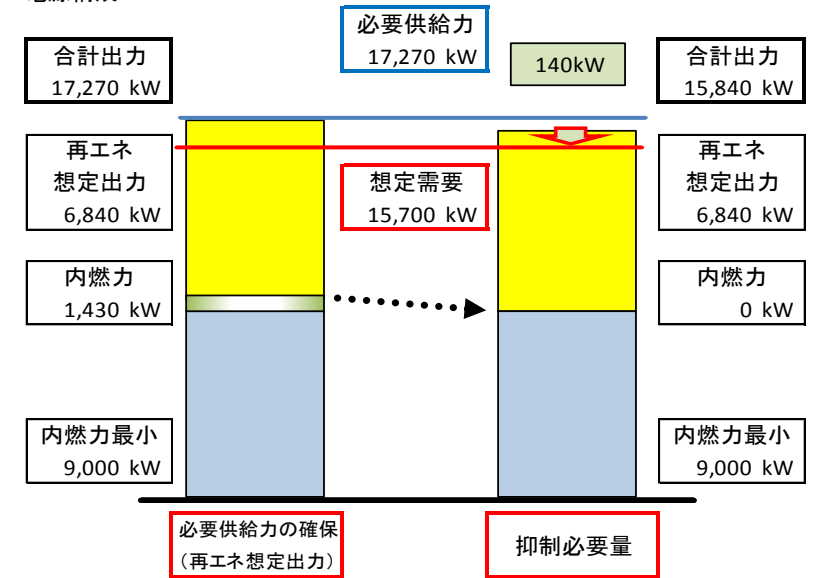 必要供給力
17,270 kW
140kW
合計出力
17,270 kW
合計出力
15,840 kW
再エネ
想定出力
6,840 kW
想定需要
15,700 kW
再エネ
想定出力
6,840 kW
内燃力
1,430 kW
内燃力
0 kW
内燃力最小
9,000 kW
内燃力最小
9,000 kW
必要供給力の確保
（再エネ想定出力）
抑制必要量